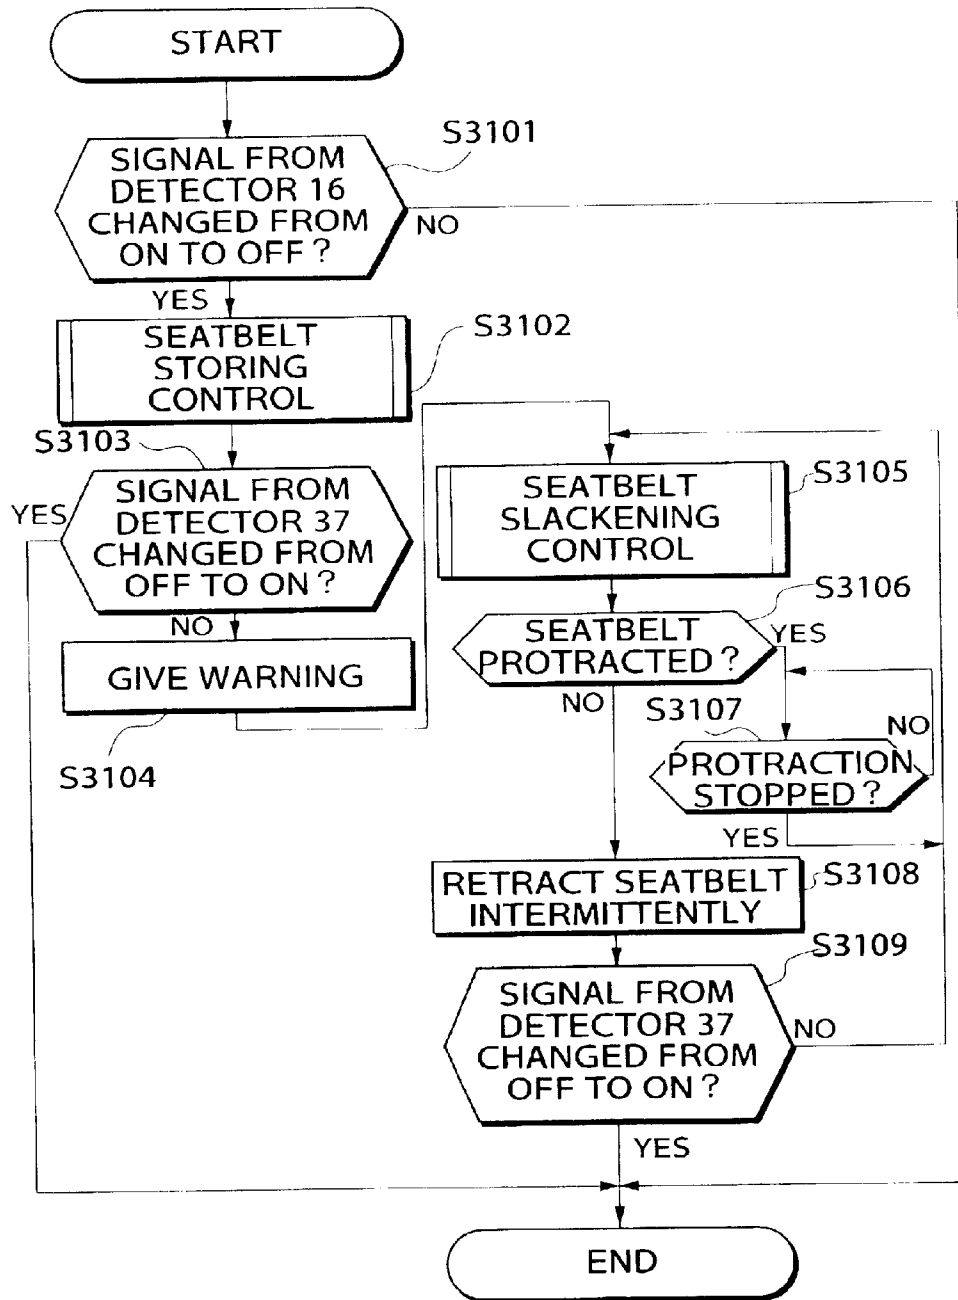 START
S3101
SIGNAL FROM
DETECTOR 16
CHANGED FROM
ON TO OFF?
NO
YES
S3102
SEATBELT
STORING
CONTROL
S3103
YES
SIGNAL FROM
DETECTOR 37
CHANGED FROM
OFF TO ON?
NO
GIVE WARNING
S3104
S3105
SEATBELT
SLACKENING
CONTROL
S3106
SEATBELT
PROTRACTED?
YES
NO
S3107
NO
PROTRACTION
STOPPED?
YES
S3108
RETRACT SEATBELT
INTERMITTENTLY
S3109
SIGNAL FROM
DETECTOR 37
CHANGED FROM
OFF TO ON?
NO
YES
END